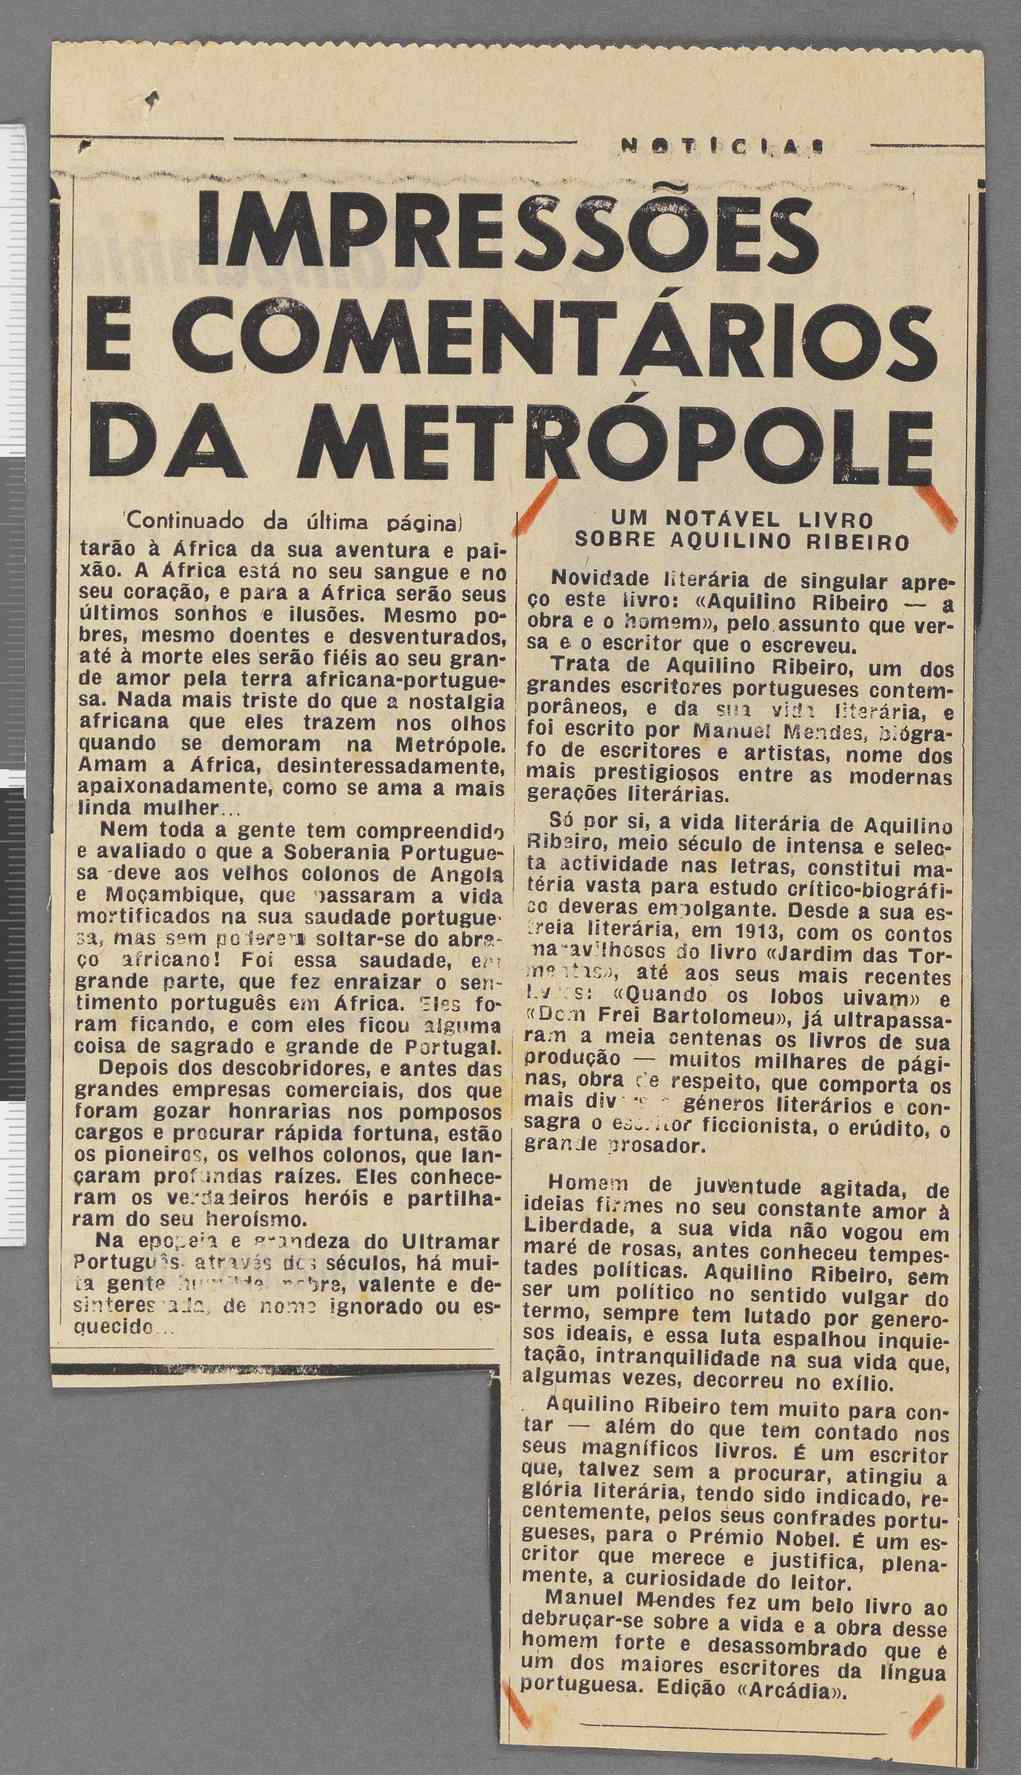 NOTÍCIAS
IMPRESSÕES
E COMENTÁRIOS
DA METRÓPOLE
(Continuado da última página)
tarão à África da sua aventura e pai-
xão. A África está no seu sangue e no
seu coração, e para a África serão seus
últimos sonhos e ilusões. Mesmo po-
bres, mesmo doentes e desventurados,
até à morte eles serão fiéis ao seu gran-
de amor pela terra africana-portugue-
sa. Nada mais triste do que a nostalgia
africana que eles trazem nos olhos
quando se demoram na Metrópole.
Amam a África, desinteressadamente,
apaixonadamente, como se ama a mais
linda mulher...
Nem toda a gente tem compreendido
e avaliado o que a Soberania Portugue-
sa deve aos velhos colonos de Angola
e Moçambique, que passaram a vida
mortificados na sua saudade portugue-
sa, mas sem poderem soltar-se do abra-
ço africano! Foi essa saudade, em
grande parte, que fez enraizar o sen-
timento português em África. Eles fo-
ram ficando, e com eles ficou alguma
coisa de sagrado e grande de Portugal.
Depois dos descobridores, e antes das
grandes empresas comerciais, dos que
foram gozar honrarias nos pomposos
cargos e procurar rápida fortuna, estão
os pioneiros, os velhos colonos, que lan-
çaram profundas raízes. Eles conhece-
ram os verdadeiros heróis e partilha-
ram do seu heroísmo.
Na epopeia e grandeza do Ultramar
Português, através dos séculos, há mui-
ta gente humilde, nobre, valente e de-
sinteressada, de nome ignorado ou es-
quecido...
UM NOTÁVEL LIVRO
SOBRE AQUILINO RIBEIRO
Novidade literária de singular apre-
ço este livro: «Aquilino Ribeiro — a
obra e o homem», pelo assunto que ver-
sa e o escritor que o escreveu.
Trata de Aquilino Ribeiro, um dos
grandes escritores portugueses contem-
porâneos, e da sua vida literária, e
foi escrito por Manuel Mendes, biógra-
fo de escritores e artistas, nome dos
mais prestigiosos entre as modernas
gerações literárias.
Só por si, a vida literária de Aquilino
Ribeiro, meio século de intensa e selec-
ta actividade nas letras, constitui ma-
téria vasta para estudo crítico-biográfi-
co deveras empolgante. Desde a sua es-
treia literária, em 1913, com os contos
maravilhosos do livro «Jardim das Tor-
mentas», até aos seus mais recentes
livros: «Quando os lobos uivam» e
«Dom Frei Bartolomeu», já ultrapassa-
ram a meia centenas os livros de sua
produção — muitos milhares de pági-
nas, obra de respeito, que comporta os
mais géneros literários e con-
sagra o escritor ficcionista, o erúdito, o
grande prosador.
Homem de juventude agitada, de
ideias firmes no seu constante amor à
Liberdade, a sua vida não vogou em
maré de rosas, antes conheceu tempes-
tades políticas. Aquilino Ribeiro, sem
ser um político no sentido vulgar do
termo, sempre tem lutado por genero-
sos ideais, e essa luta espalhou inquie-
tação, intranquilidade na sua vida que,
algumas vezes, decorreu no exílio.
Aquilino Ribeiro tem muito para con-
tar — além do que tem contado nos
seus magníficos livros. É um escritor
que, talvez sem a procurar, atingiu a
glória literária, tendo sido indicado, re-
centemente, pelos seus confrades portu-
gueses, para o Prémio Nobel. É um es-
critor que merece e justifica, plena-
mente, a curiosidade do leitor.
Manuel Mendes fez um belo livro ao
debruçar-se sobre a vida e a obra desse
homem forte e desassombrado que é
um dos maiores escritores da língua
portuguesa. Edição «Arcádia».